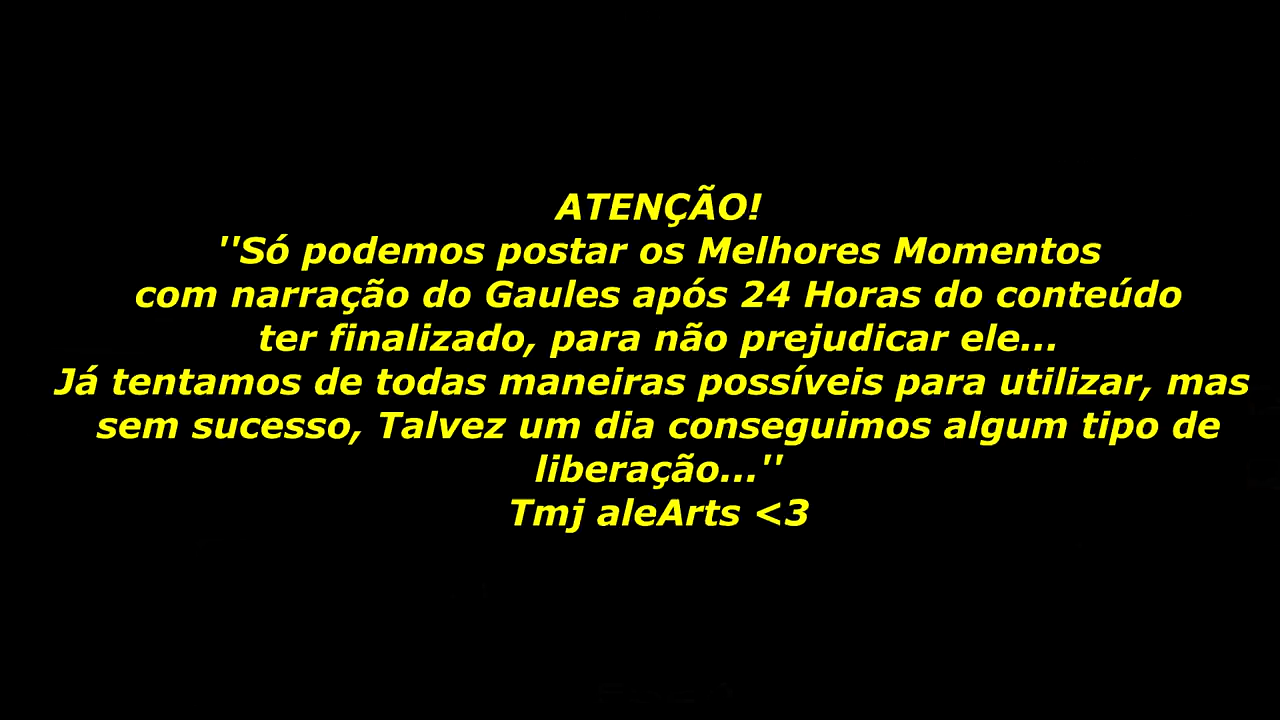 ATENÇÃO!
''Só podemos postar os Melhores Momentos
com narração do Gaules após 24 Horas do conteúdo
ter finalizado, para não prejudicar ele...
Já tentamos de todas maneiras possíveis para utilizar, mas
sem sucesso, Talvez um dia conseguimos algum tipo de
liberação...''
Tmj aleArts <3